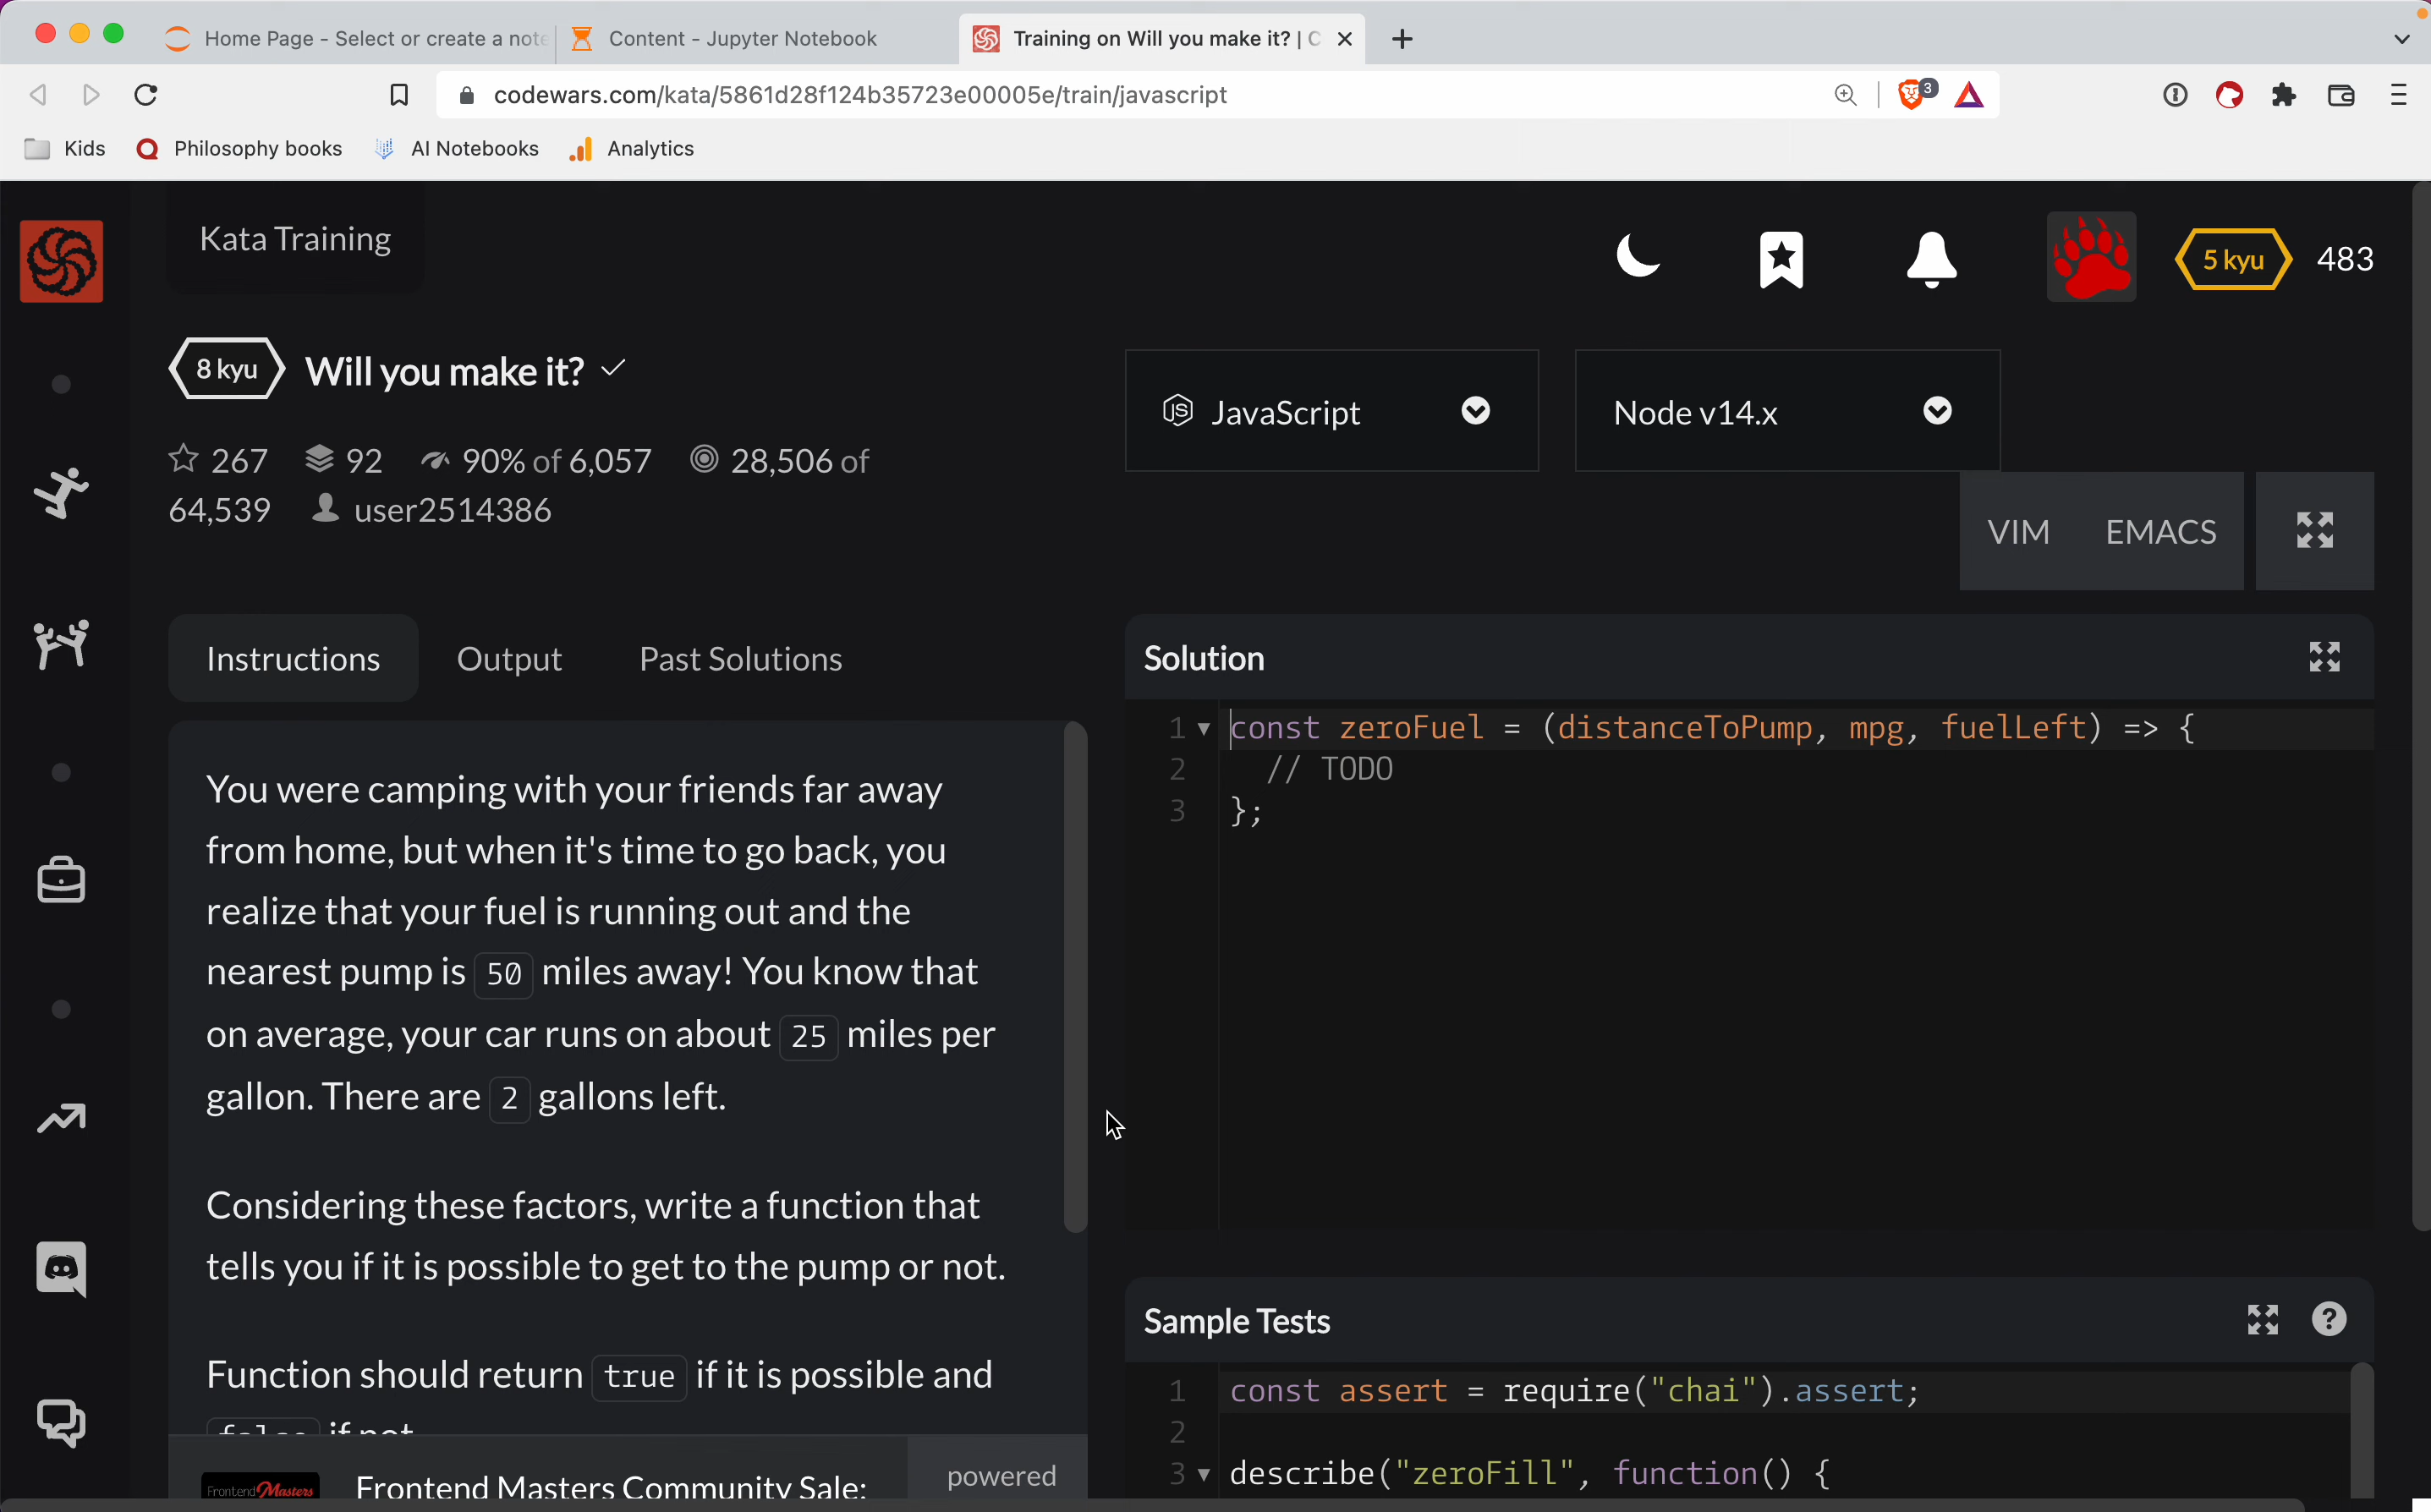 Home Page - Select or create a note
Content - Jupyter Notebook
Training on Will you make it? | C
codewars.com/kata/5861d28f124b35723e00005e/train/javascript
3
Kids
Philosophy books
AI Notebooks
Analytics
Kata Training
5 kyu
483
8 kyu
Will you make it?
267
92
90% of 6,057
28,506 of
64,539
user2514386
JS
JavaScript
Node v14.x
VIM
EMACS
Instructions
Output
Past Solutions
You were camping with your friends far away
from home, but when it's time to go back, you
realize that your fuel is running out and the
nearest pump is 50 miles away! You know that
on average, your car runs on about 25 miles per
gallon. There are 2 gallons left.
Considering these factors, write a function that
tells you if it is possible to get to the pump or not.
Function should return true if it is possible and
false if not
Frontend Masters
Frontend Masters Community Sale:
powered
Solution
1 const zeroFuel = (distanceToPump, mpg, fuelLeft) => {
2 // TODO
3 };
Sample Tests
?
1 const assert = require("chai").assert;
2
3 describe("zeroFill", function() {